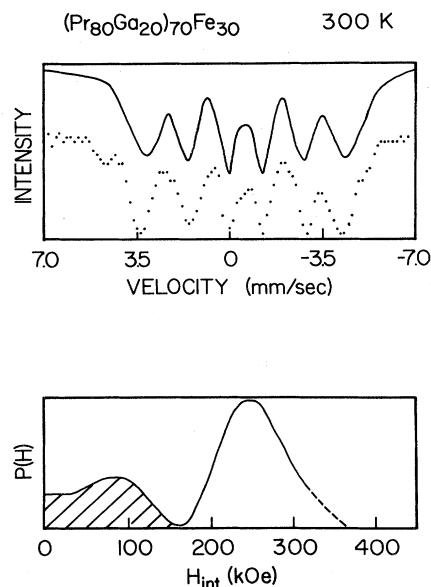 (Pr₈₀Ga₂₀)₇₀Fe₃₀ 300 K
INTENSITY
7.0 3.5 0 -3.5 -7.0
VELOCITY (mm/sec)
P(H)
0 100 200 300 400
H_int (kOe)